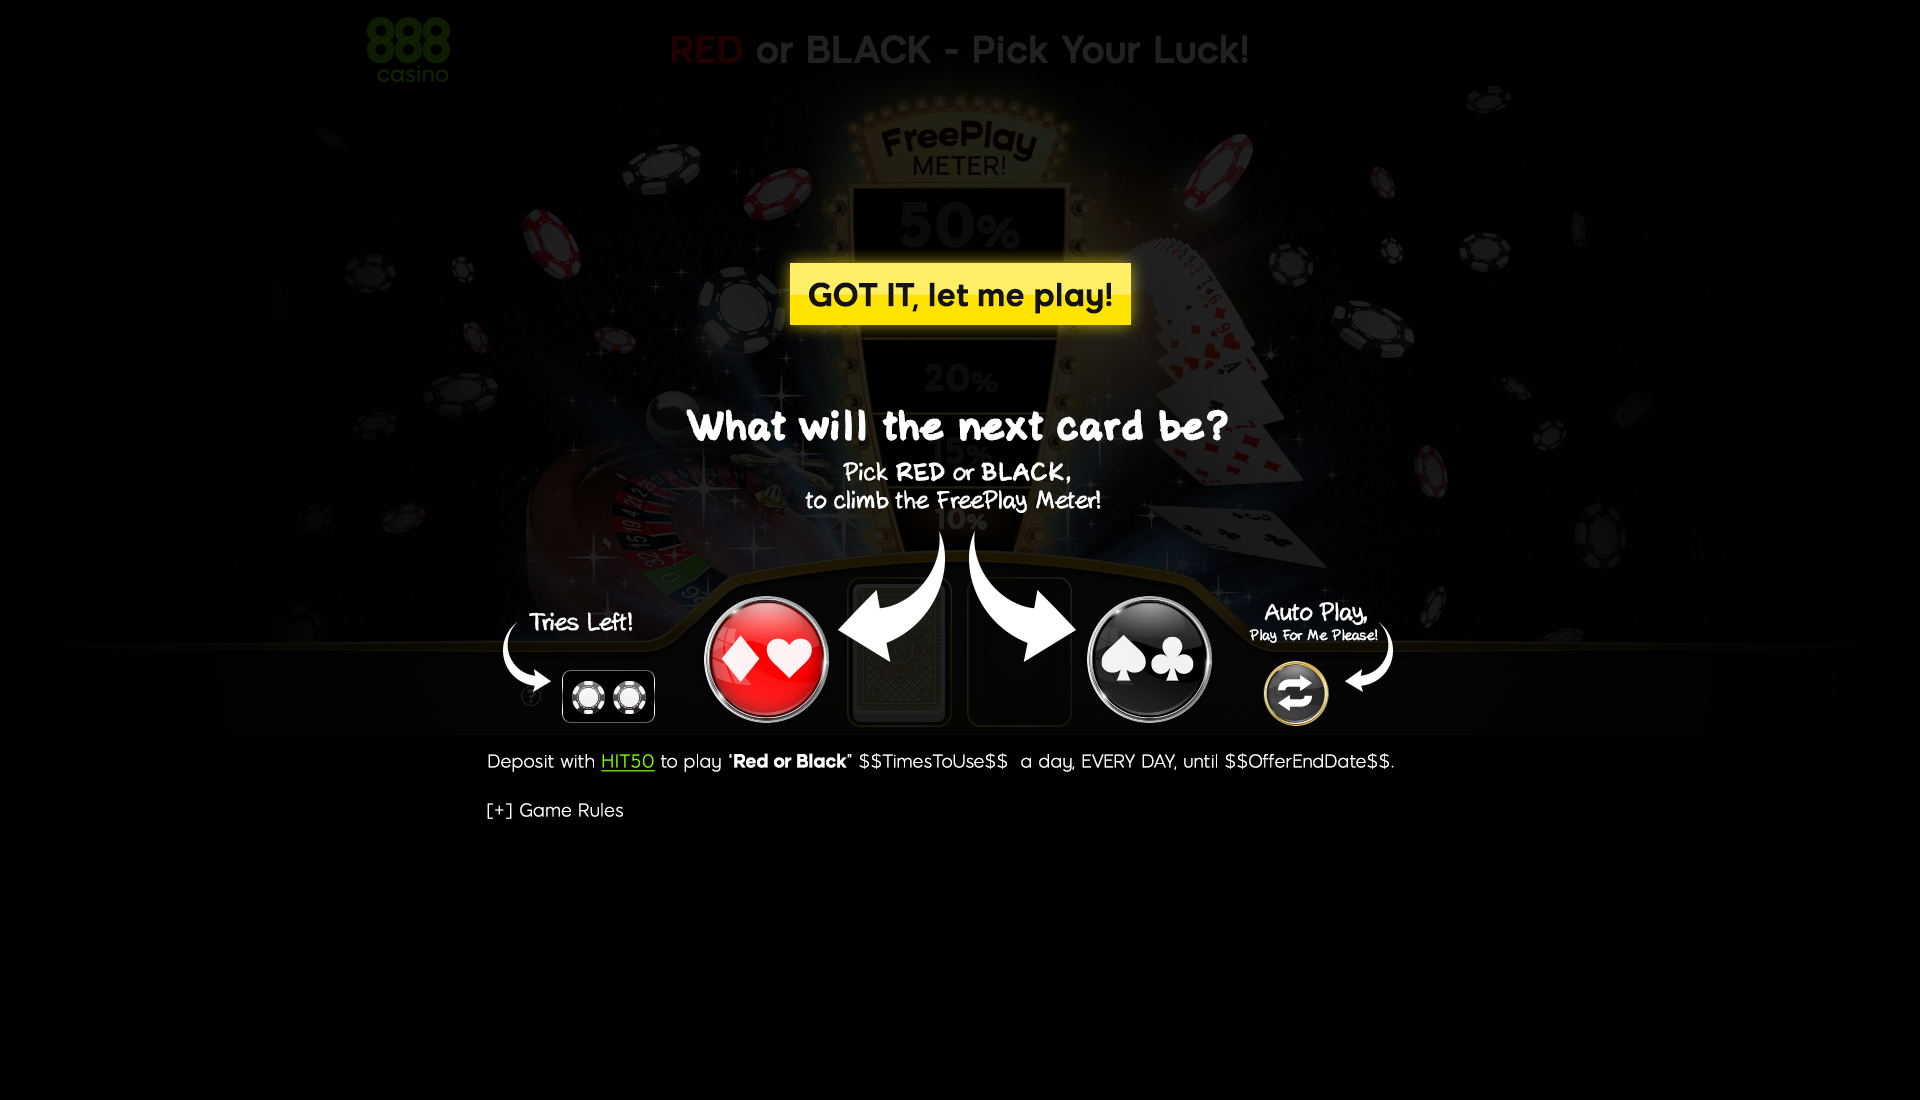 888
casino
RED or BLACK - Pick Your Luck!
FreePlay
METER!
50%
GOT IT, let me play!
20%
What will the next card be?
15%
Pick RED or BLACK,
to climb the FreePlay Meter!
10%
Tries Left!
Auto Play,
Play For Me Please!
?
Deposit with HIT50 to play ‘Red or Black” $$TimesToUse$$  a day, EVERY DAY, until $$OfferEndDate$$.
[+] Game Rules